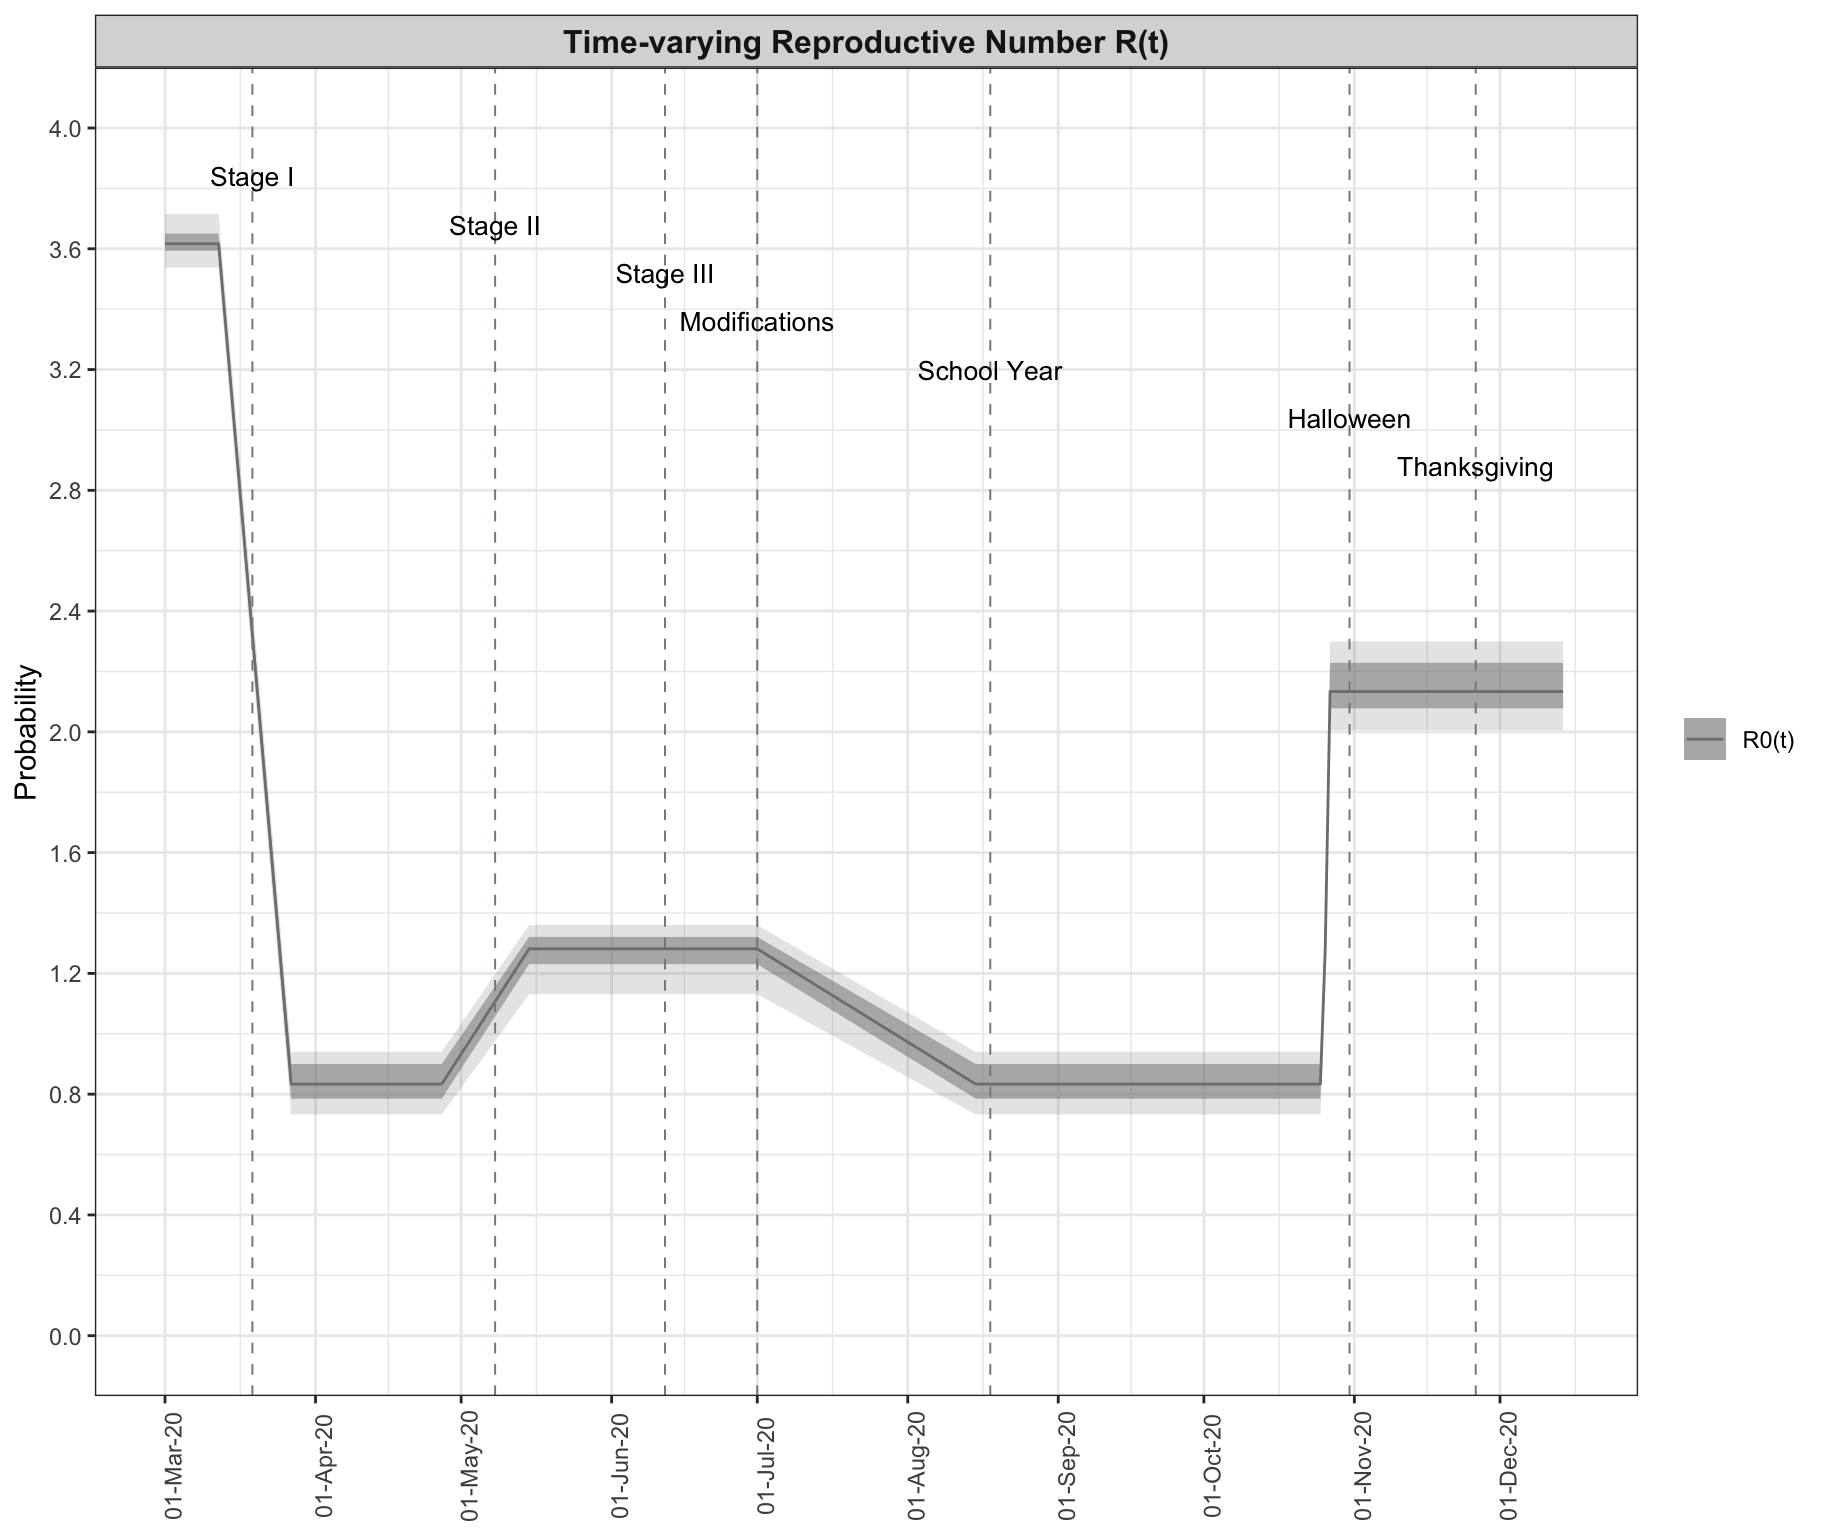 Time-varying Reproductive Number R(t)
4.0
3.6
3.2
2.8
2.4
2.0
1.6
1.2
0.8
0.4
0.0
Probability
Stage I
Stage II
Stage III
Modifications
School Year
Halloween
Thanksgiving
R0(t)
01-Mar-20
01-Apr-20
01-May-20
01-Jun-20
01-Jul-20
01-Aug-20
01-Sep-20
01-Oct-20
01-Nov-20
01-Dec-20